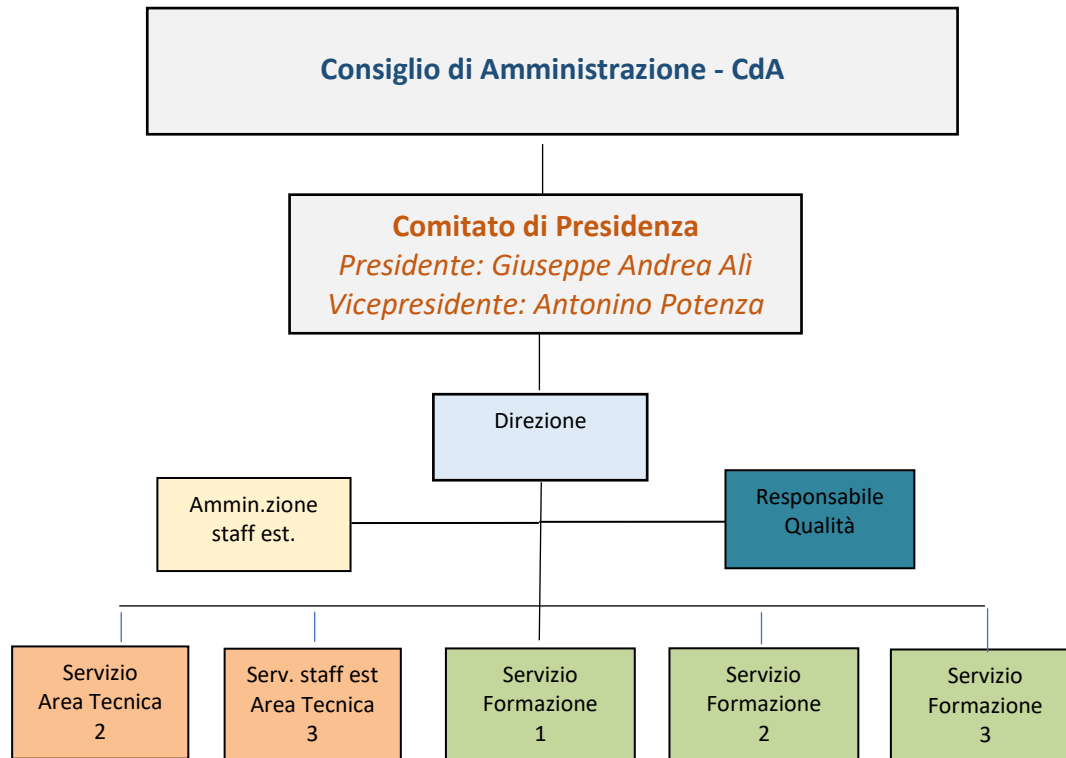 Consiglio di Amministrazione - CdA
Comitato di Presidenza
Presidente: Giuseppe Andrea Alì
Vicepresidente: Antonino Potenza
Direzione
Ammin.zione
staff est.
Responsabile
Qualità
Servizio
Area Tecnica
2
Serv. staff est
Area Tecnica
3
Servizio
Formazione
1
Servizio
Formazione
2
Servizio
Formazione
3